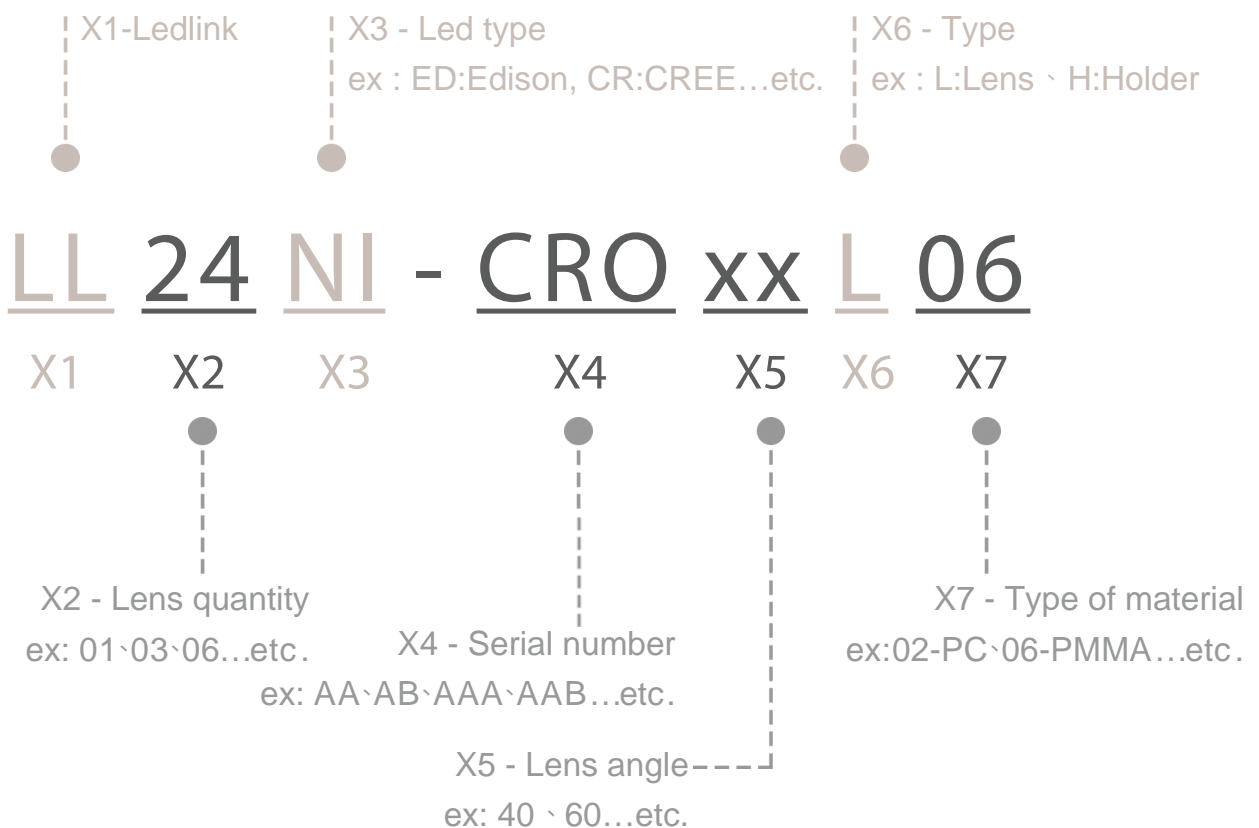 X1-Ledlink
X3 - Led type
ex : ED:Edison, CR:CREE…etc.
X6 - Type
ex : L:Lens、H:Holder
LL 24 NI - CRO xx L 06
X1 X2 X3 X4 X5 X6 X7
X2 - Lens quantity
ex: 01、03、06…etc.
X4 - Serial number
ex: AA、AB、AAA、AAB…etc.
X7 - Type of material
ex:02-PC、06-PMMA…etc.
X5 - Lens angle
ex: 40、60…etc.